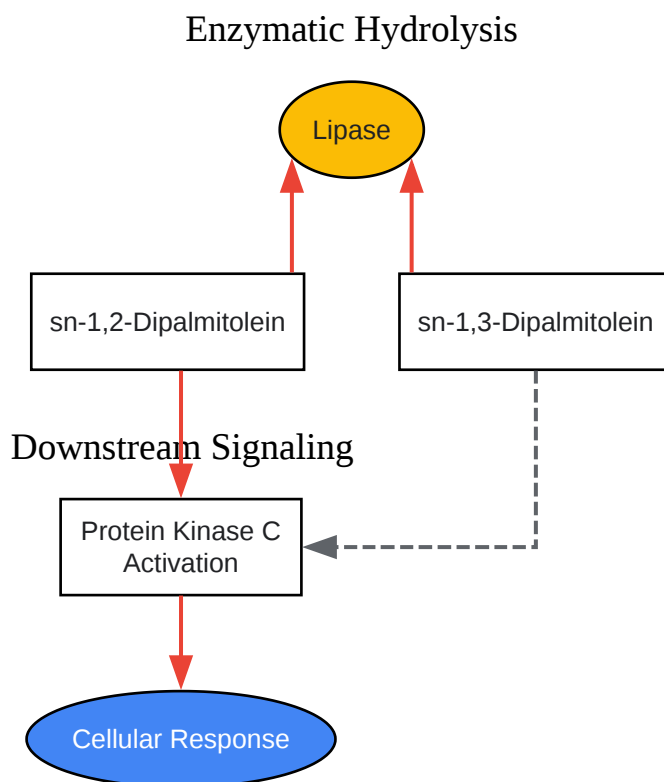 Enzymatic Hydrolysis
Lipase
sn-1,2-Dipalmitolein
sn-1,3-Dipalmitolein
Downstream Signaling
Protein Kinase C
Activation
Cellular Response